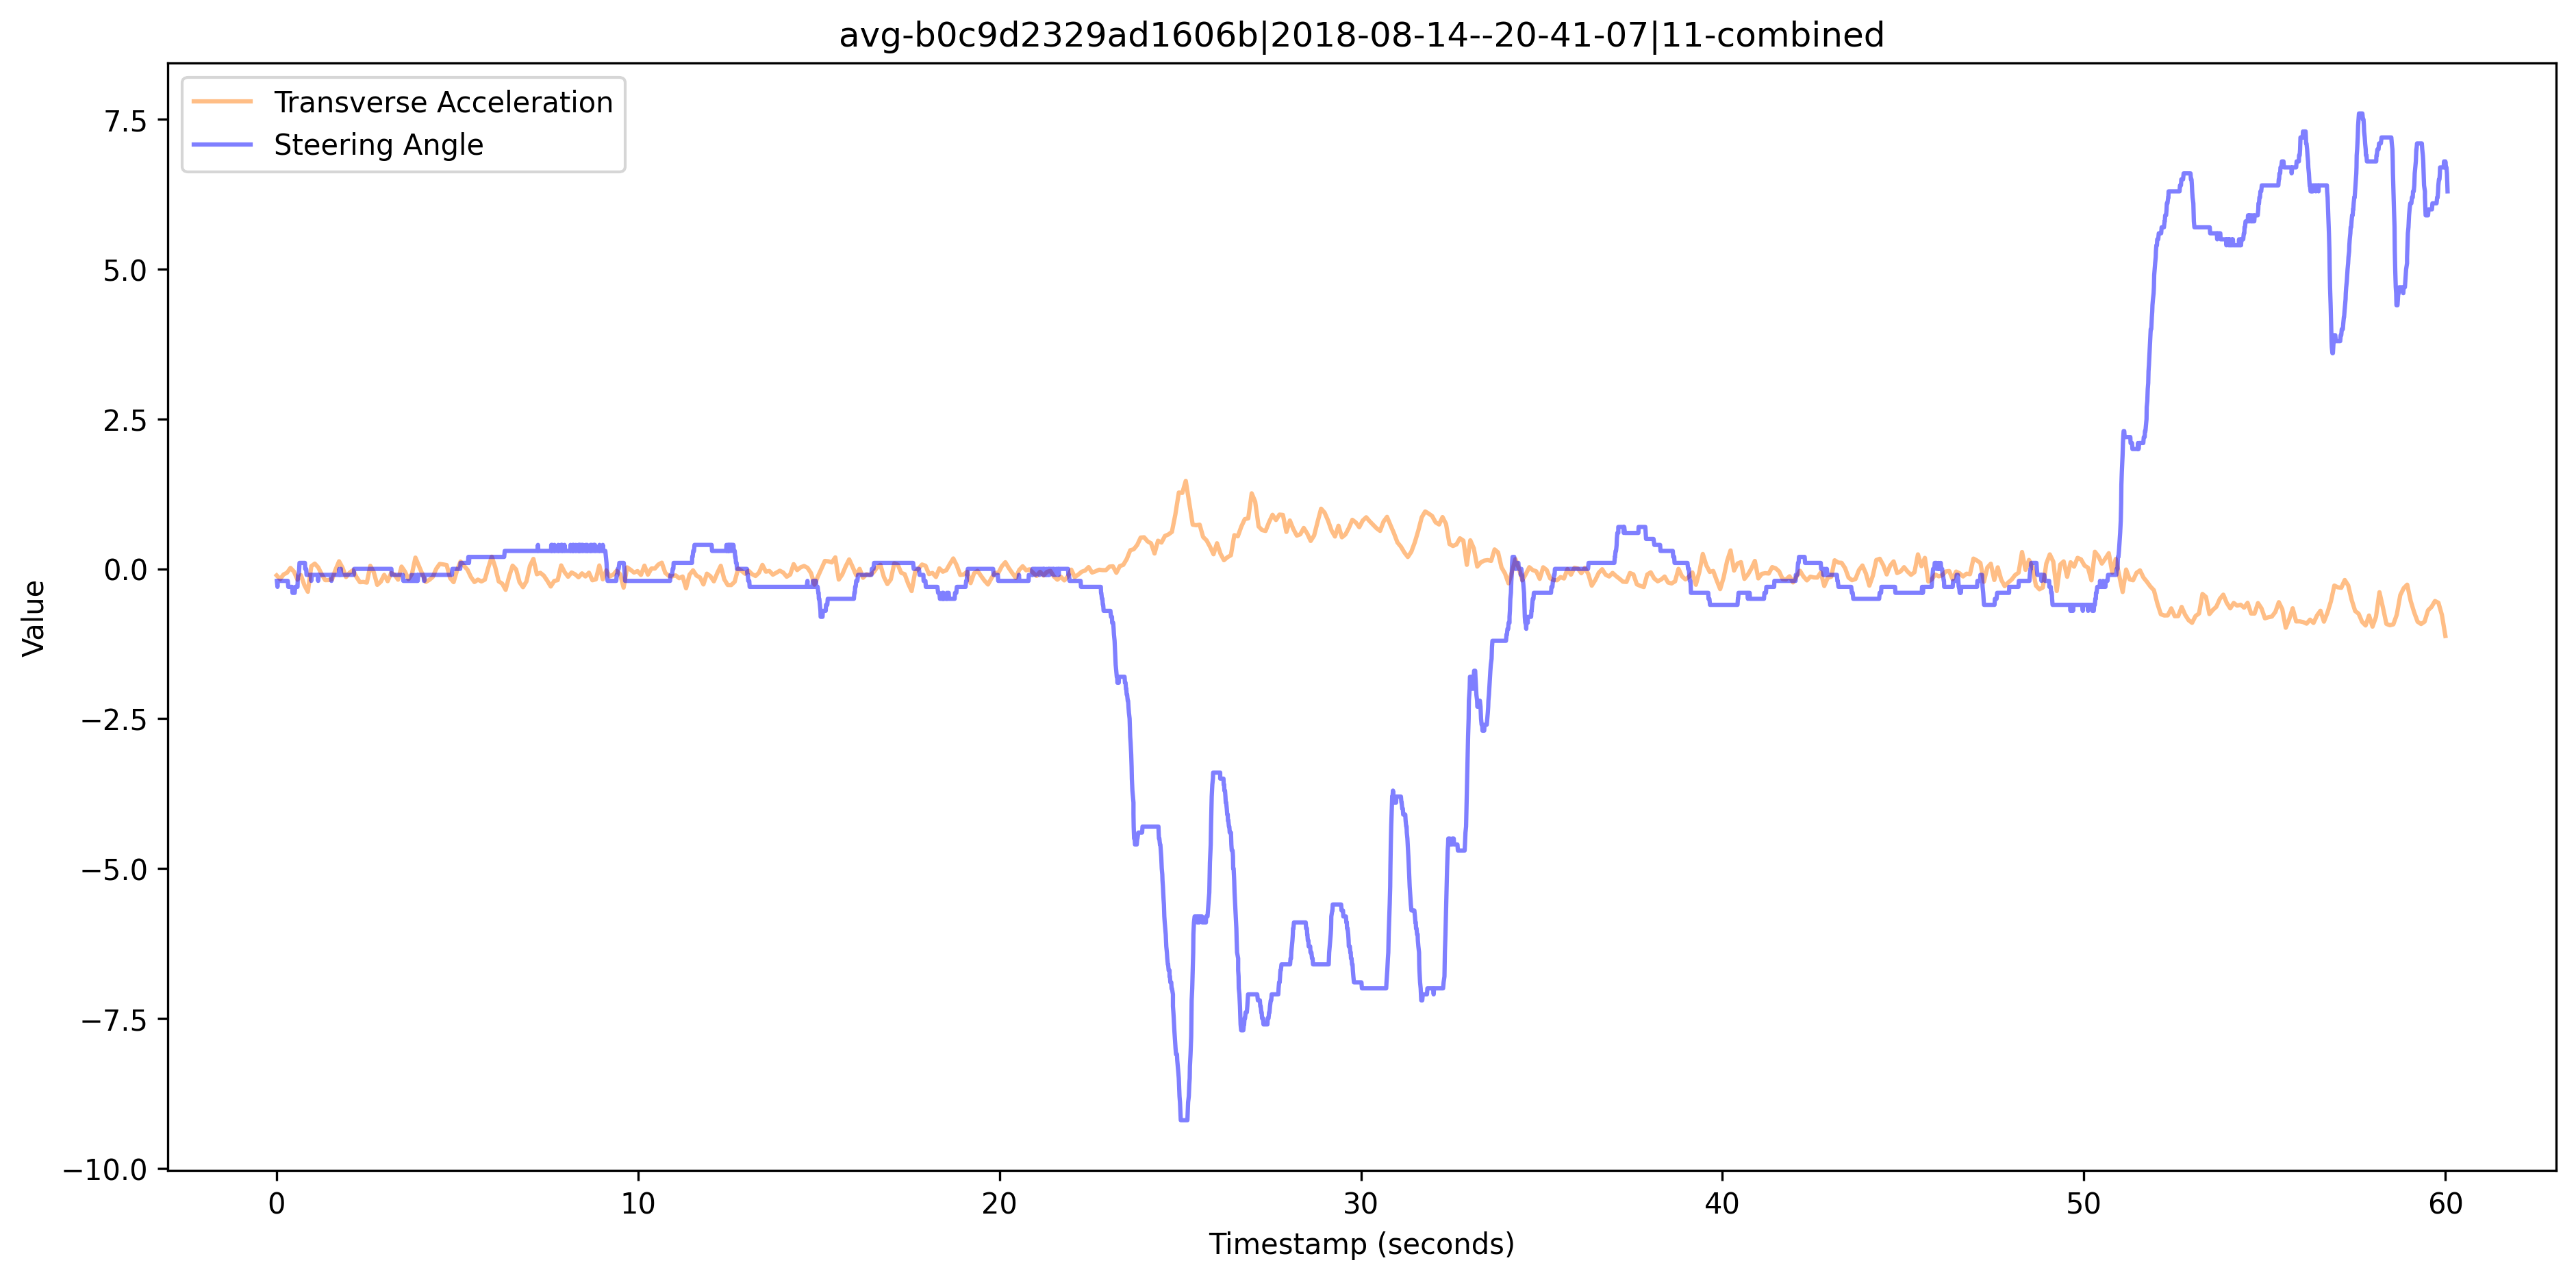 avg-b0c9d2329ad1606b|2018-08-14--20-41-07|11-combined
Transverse Acceleration
Steering Angle
7.5
5.0
2.5
0.0
−2.5
−5.0
−7.5
−10.0
Value
0 10 20 30 40 50 60
Timestamp (seconds)